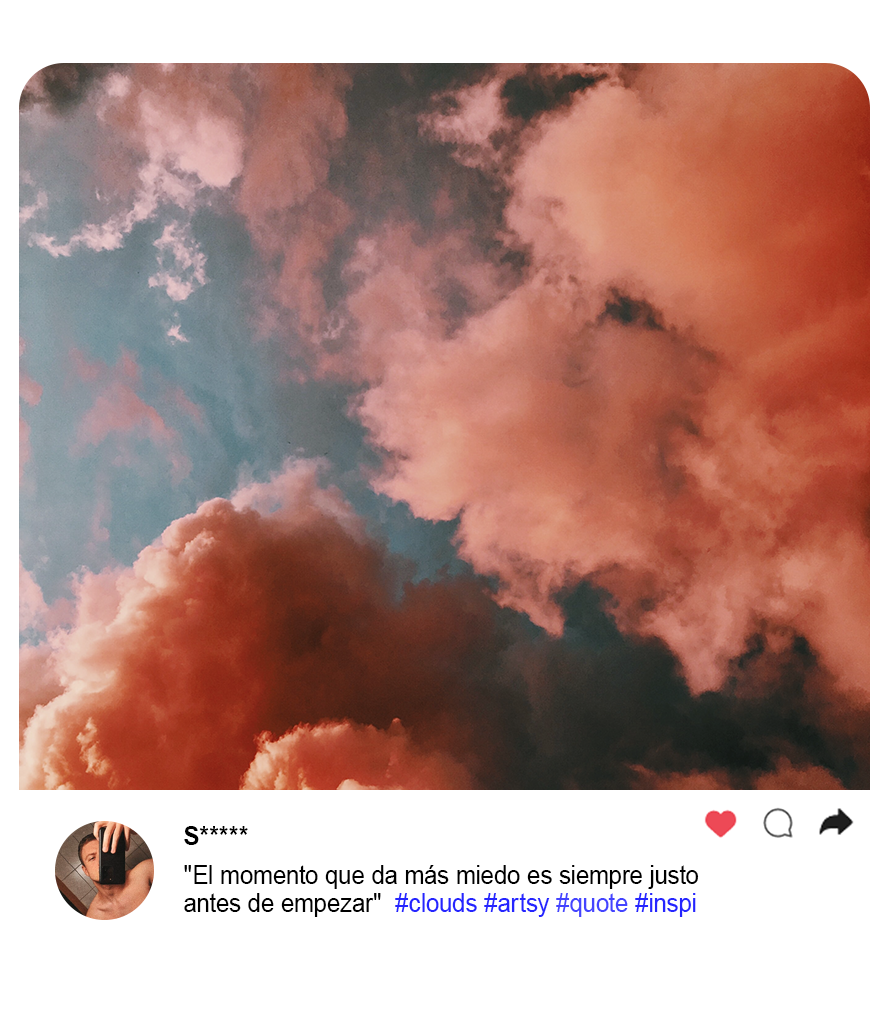 S*****
"El momento que da más miedo es siempre justo
antes de empezar" #clouds #artsy #quote #inspi